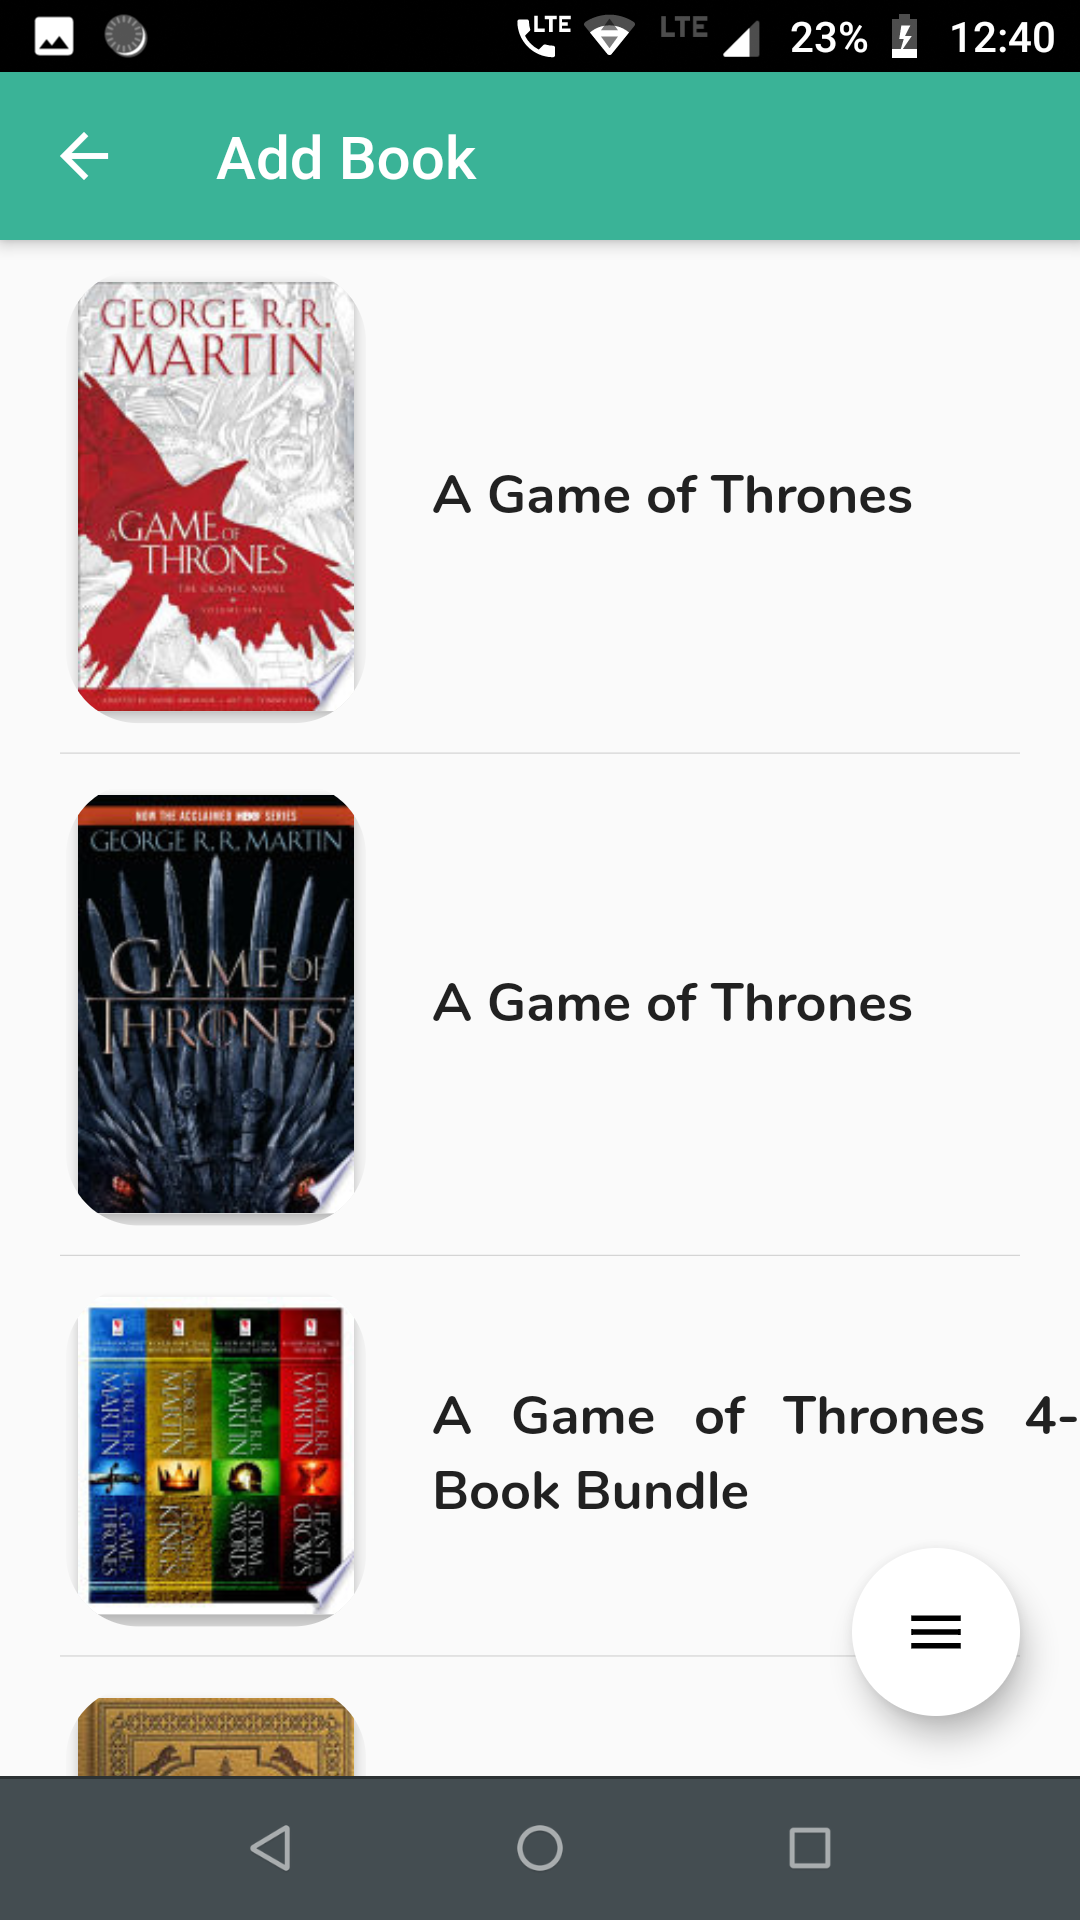 LTE LTE 23% 12:40
Add Book
GEORGE R.R.
MARTIN
A GAME OF
THRONES
THE GRAPHIC NOVEL
VOLUME ONE
A Game of Thrones
NOW THE ACCLAIMED HBO SERIES
GEORGE R. R. MARTIN
GAME OF
THRONES
A Game of Thrones
GEORGE R.R.
MARTIN
A GAME OF
THRONES
GEORGE R.R.
MARTIN
A CLASH OF
KINGS
GEORGE R.R.
MARTIN
A STORM OF
SWORDS
GEORGE R.R.
MARTIN
A FEAST FOR
CROWS
A Game of Thrones 4-
Book Bundle